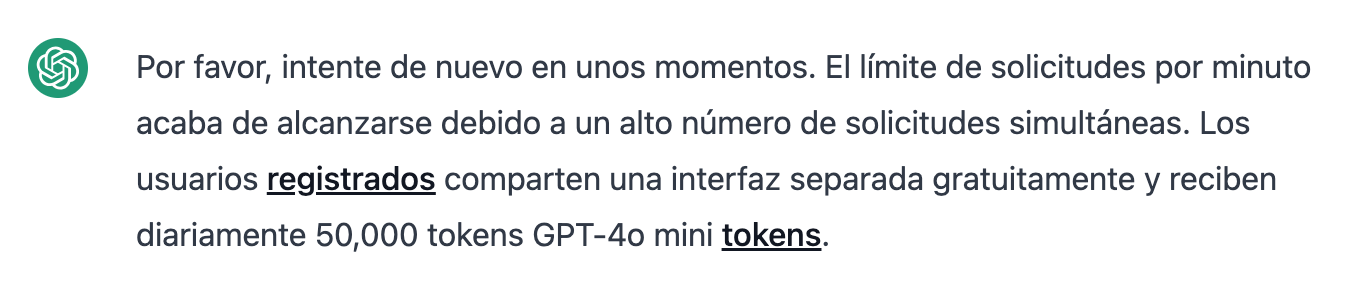 Por favor, intente de nuevo en unos momentos. El límite de solicitudes por minuto
acaba de alcanzarse debido a un alto número de solicitudes simultáneas. Los
usuarios registrados comparten una interfaz separada gratuitamente y reciben
diariamente 50,000 tokens GPT-4o mini tokens.